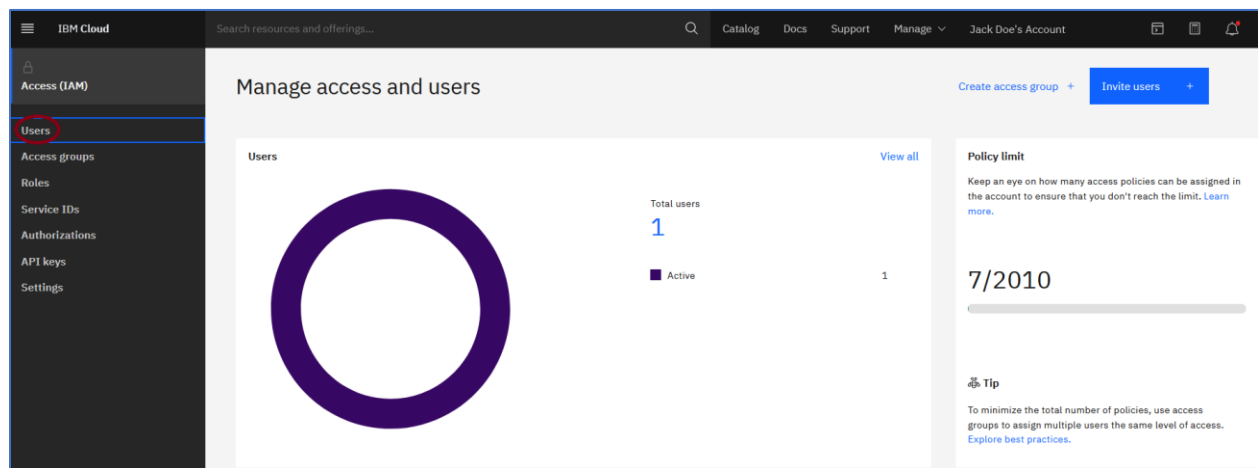 IBM Cloud
Search resources and offerings...
Catalog
Docs
Support
Manage
Jack Doe's Account
Access (IAM)
Users
Access groups
Roles
Service IDs
Authorizations
API keys
Settings
Manage access and users
Create access group +
Invite users +
Users
View all
Total users
1
Active 1
Policy limit
Keep an eye on how many access policies can be assigned in
the account to ensure that you don't reach the limit. Learn
more.
7/2010
Tip
To minimize the total number of policies, use access
groups to assign multiple users the same level of access.
Explore best practices.